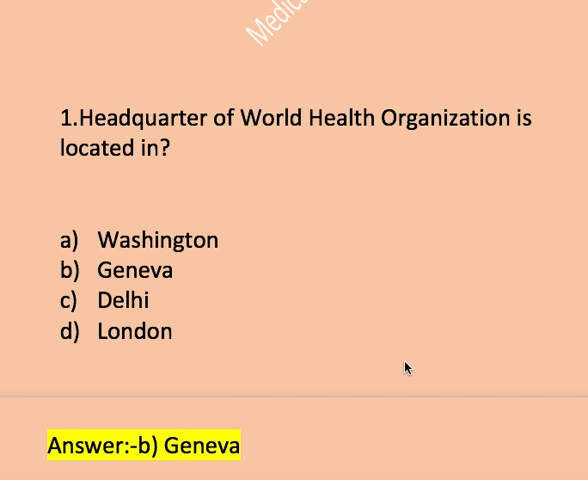 1.Headquarter of World Health Organization is
located in?
a) Washington
b) Geneva
c) Delhi
d) London
Answer:-b) Geneva